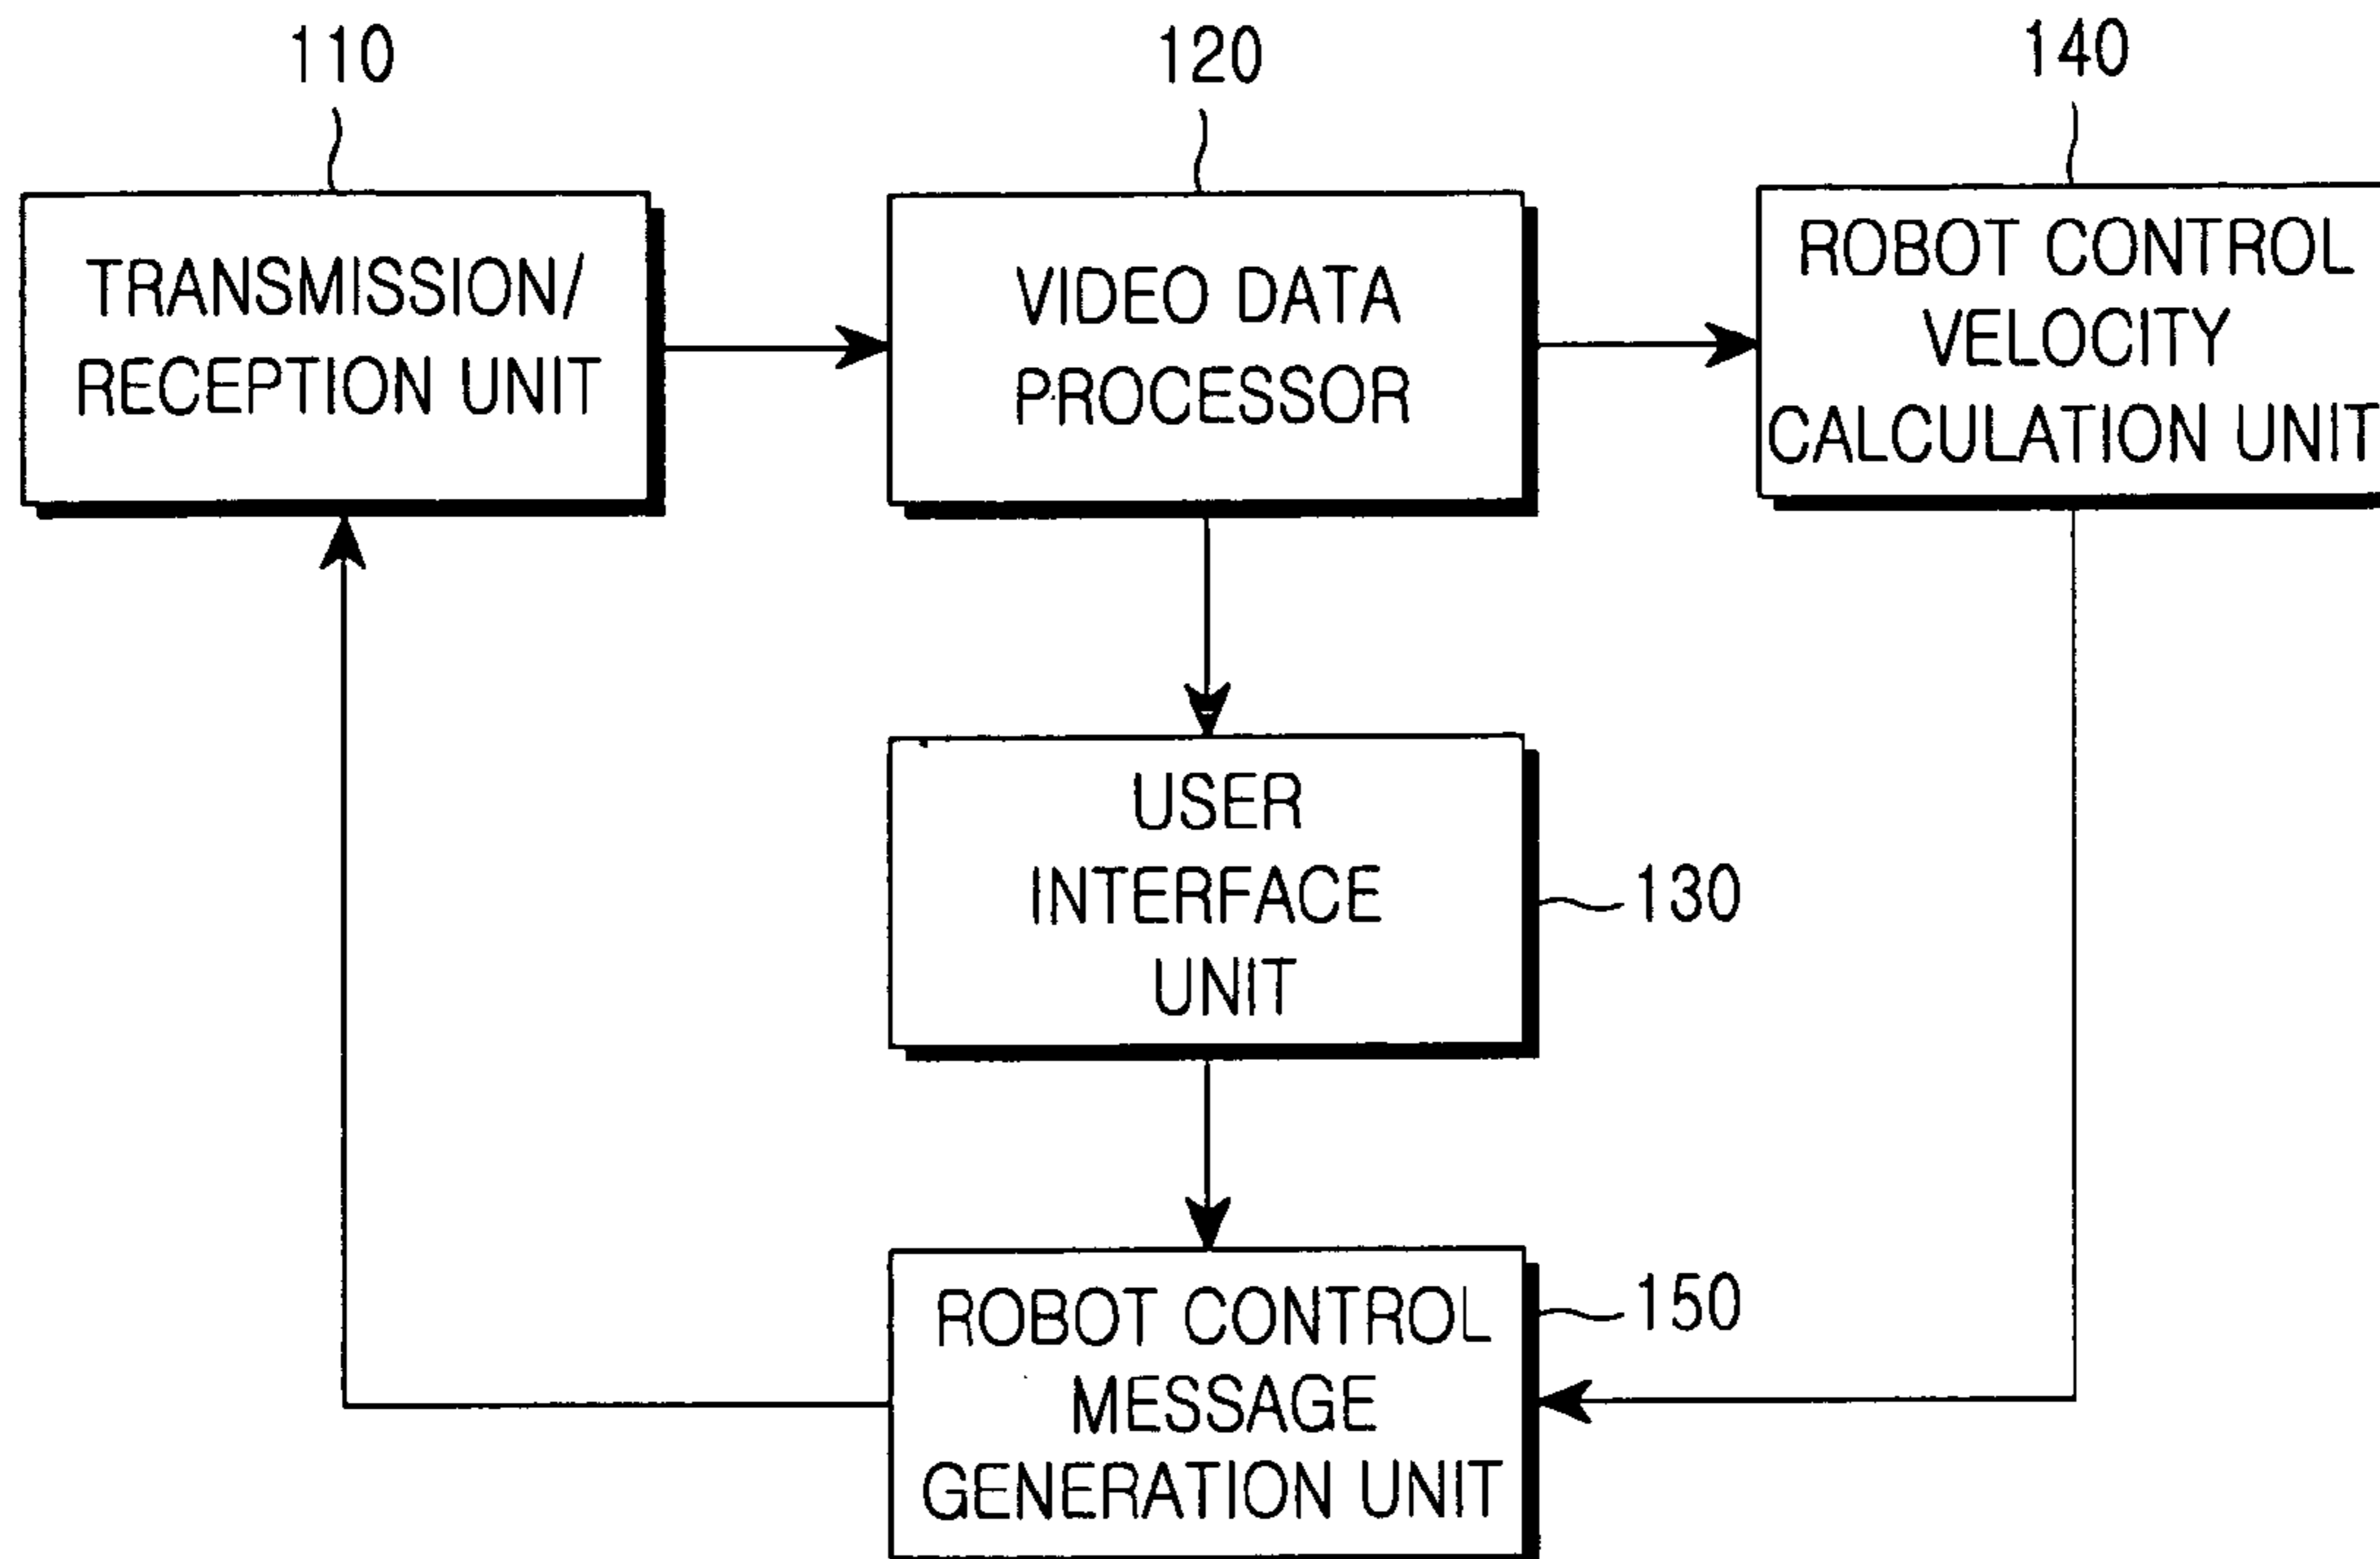 110
120
140
TRANSMISSION/
RECEPTION UNIT
VIDEO DATA
PROCESSOR
ROBOT CONTROL
VELOCITY
CALCULATION UNIT
USER
INTERFACE
UNIT
130
ROBOT CONTROL
MESSAGE
GENERATION UNIT
150